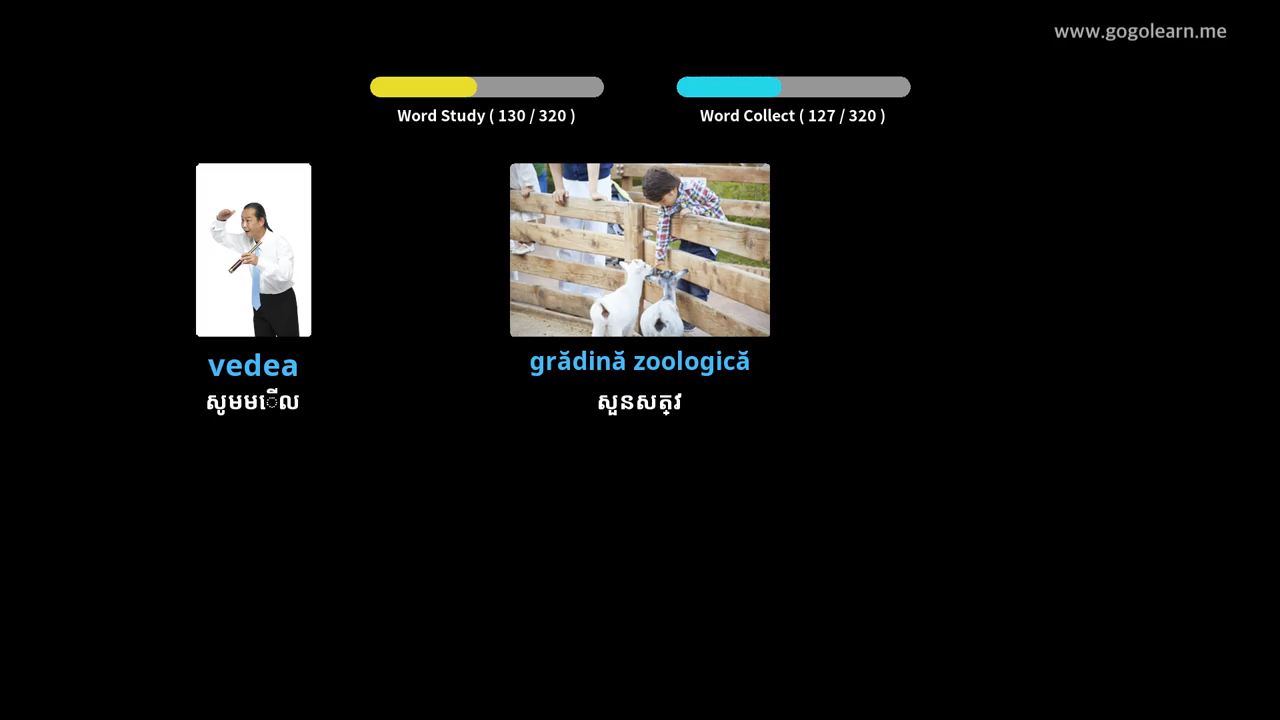 www.gogolearn.me
Word Study ( 130 / 320 )
Word Collect ( 127 / 320 )
vedea
grădină zoologică
សូមមើល
សួនសត្វ